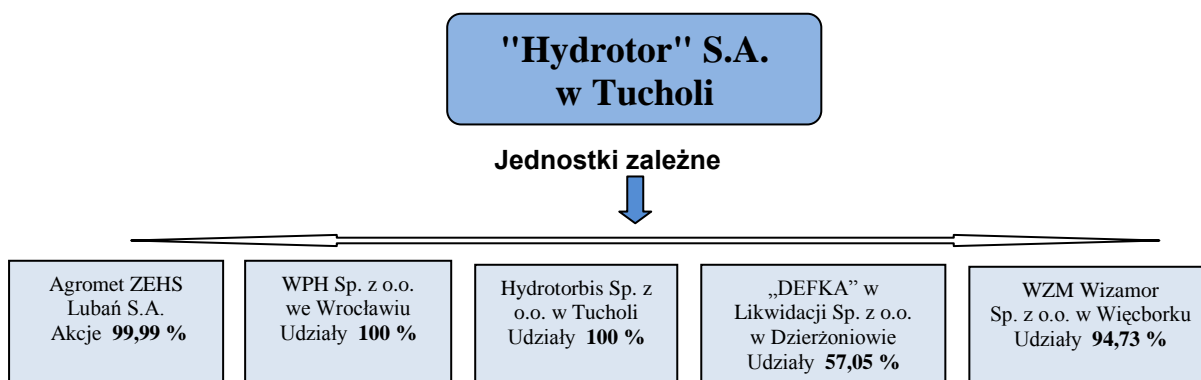 "Hydrotor" S.A.
w Tucholi
Jednostki zależne
Agromet ZEHS
Lubań S.A.
Akcje 99,99 %
WPH Sp. z o.o.
we Wrocławiu
Udziały 100 %
Hydrotorbis Sp. z
o.o. w Tucholi
Udziały 100 %
„DEFKA” w
Likwidacji Sp. z o.o.
w Dzierżoniowie
Udziały 57,05 %
WZM Wizamor
Sp. z o.o. w Więcborku
Udziały 94,73 %